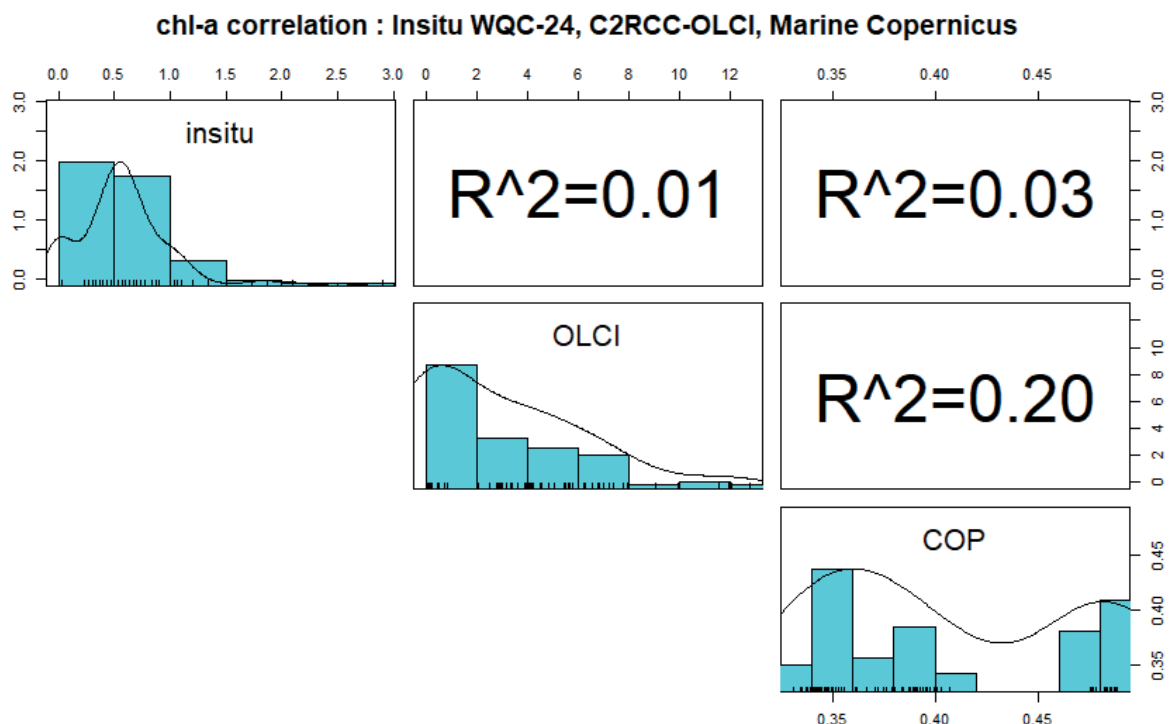 chl-a correlation : Insitu WQC-24, C2RCC-OLCI, Marine Copernicus
0.0 0.5 1.0 1.5 2.0 2.5 3.0
0 2 4 6 8 10 12
0.35 0.40 0.45
0.0 1.0 2.0 3.0
insitu
R^2=0.01
R^2=0.03
0.0 1.0 2.0 3.0
OLCI
R^2=0.20
0 2 4 6 8 10
COP
0.35 0.40 0.45
0.35 0.40 0.45